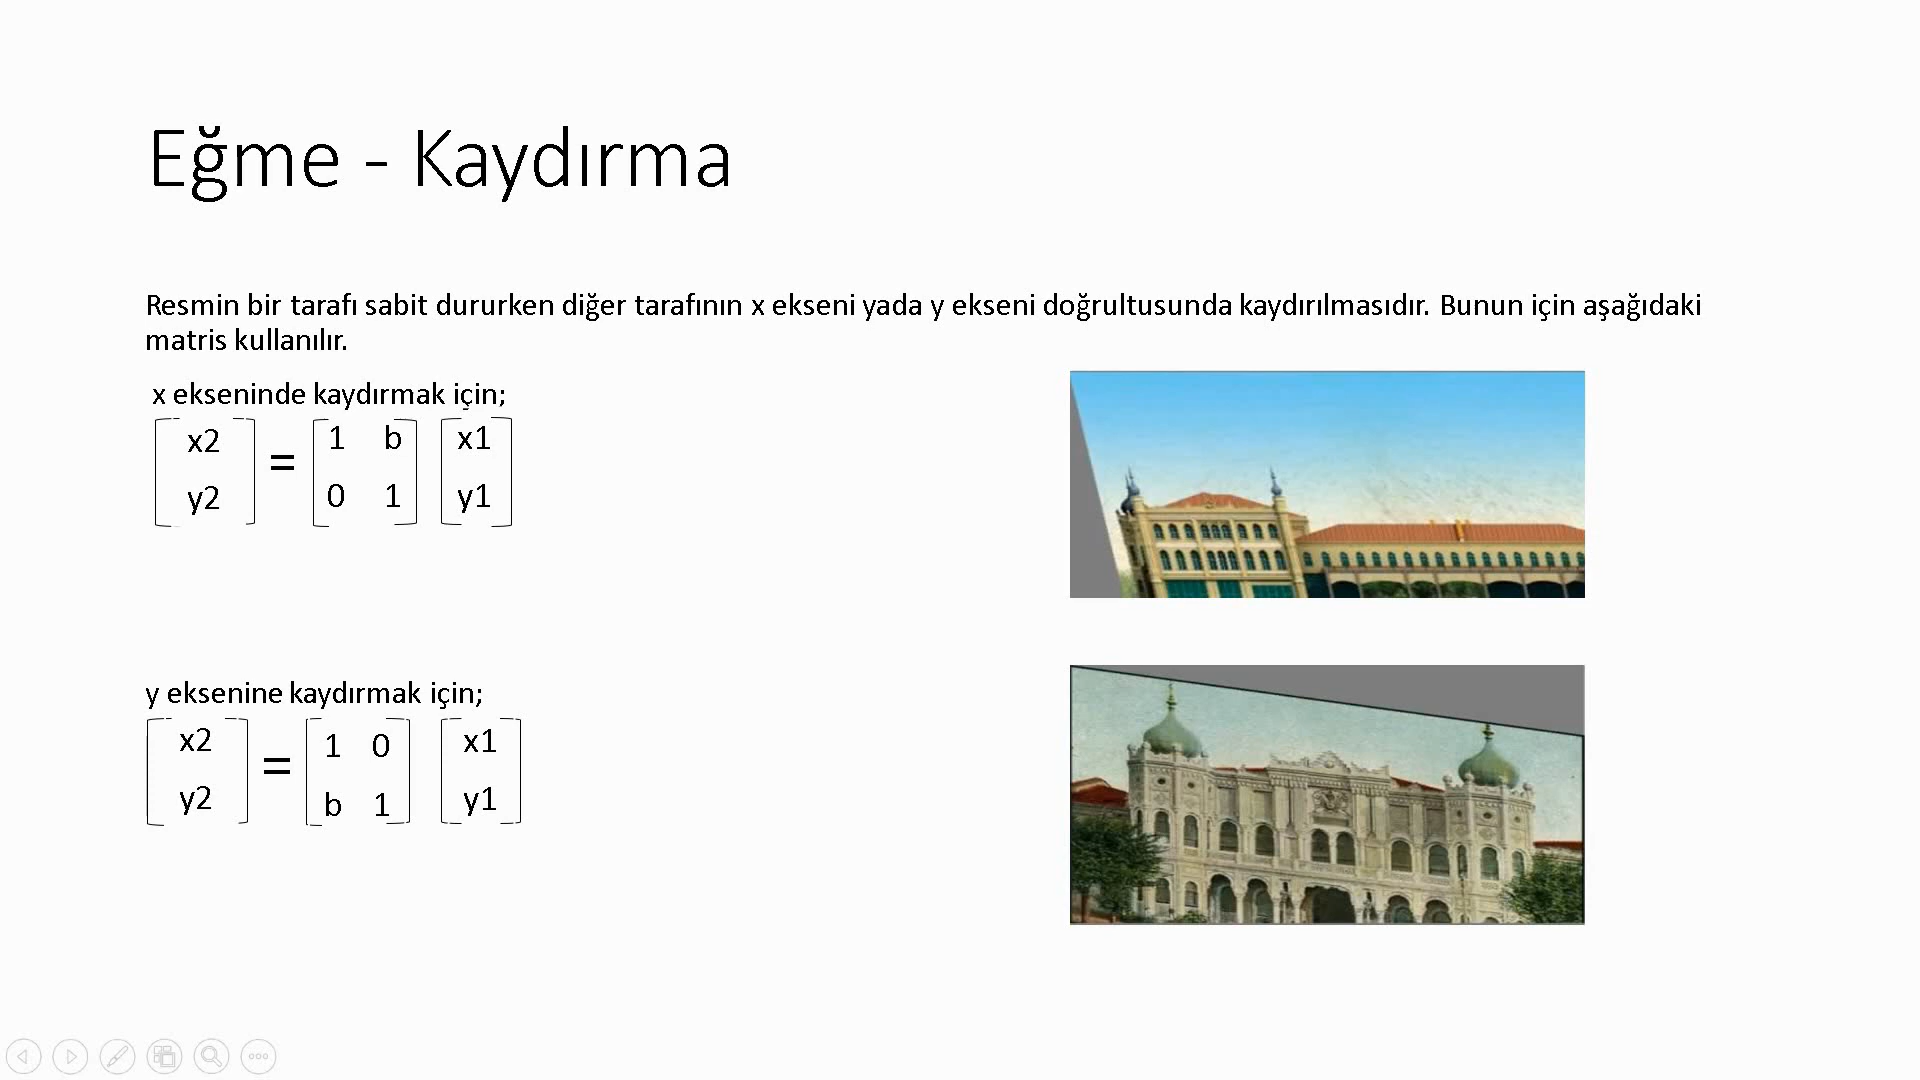 Eğme - Kaydırma
Resmin bir tarafı sabit dururken diğer tarafının x ekseni yada y ekseni doğrultusunda kaydırılmasıdır. Bunun için aşağıdaki
matris kullanılır.
x ekseninde kaydırmak için;
x2 = 1 b x1
y2 0 1 y1
y eksenine kaydırmak için;
x2 = 1 0 x1
y2 b 1 y1